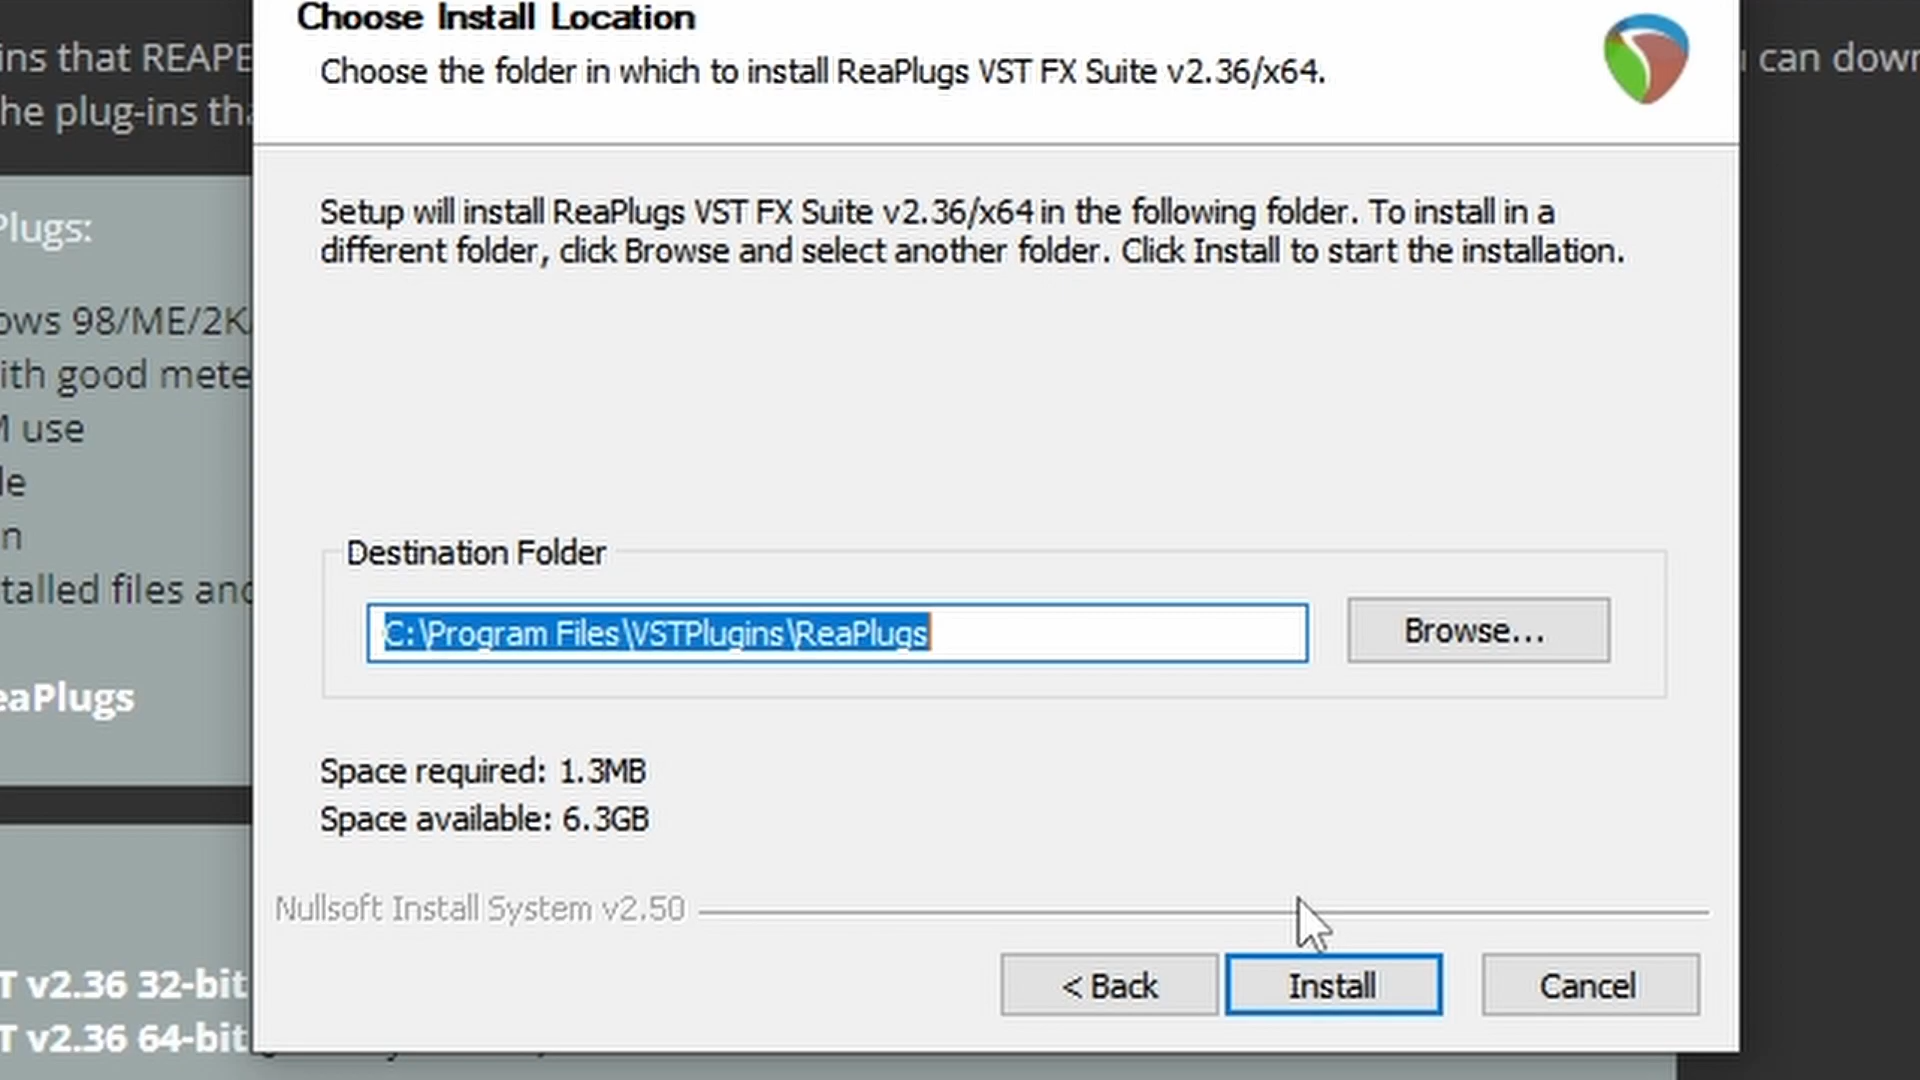 Choose Install Location
Choose the folder in which to install ReaPlugs VST FX Suite v2.36/x64.
ins that REAPE
can down
he plug-ins tha
Setup will install ReaPlugs VST FX Suite v2.36/x64 in the following folder. To install in a
different folder, click Browse and select another folder. Click Install to start the installation.
Plugs:
ows 98/ME/2K
ith good mete
M use
le
n
talled files and
eaPlugs
Destination Folder
C:\Program Files\VSTPlugins\ReaPlugs
Browse...
Space required: 1.3MB
Space available: 6.3GB
Nullsoft Install System v2.50
< Back
Install
Cancel
T v2.36 32-bit
T v2.36 64-bit